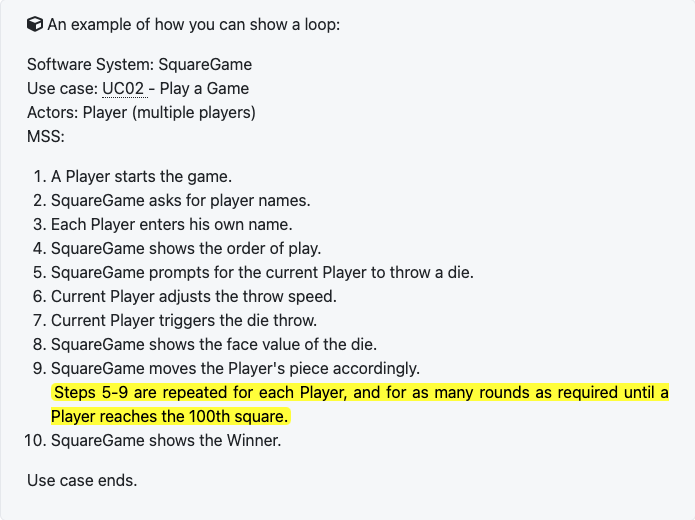 An example of how you can show a loop:
Software System: SquareGame
Use case: UC02 - Play a Game
Actors: Player (multiple players)
MSS:
1. A Player starts the game.
2. SquareGame asks for player names.
3. Each Player enters his own name.
4. SquareGame shows the order of play.
5. SquareGame prompts for the current Player to throw a die.
6. Current Player adjusts the throw speed.
7. Current Player triggers the die throw.
8. SquareGame shows the face value of the die.
9. SquareGame moves the Player's piece accordingly.
Steps 5-9 are repeated for each Player, and for as many rounds as required until a
Player reaches the 100th square.
10. SquareGame shows the Winner.
Use case ends.